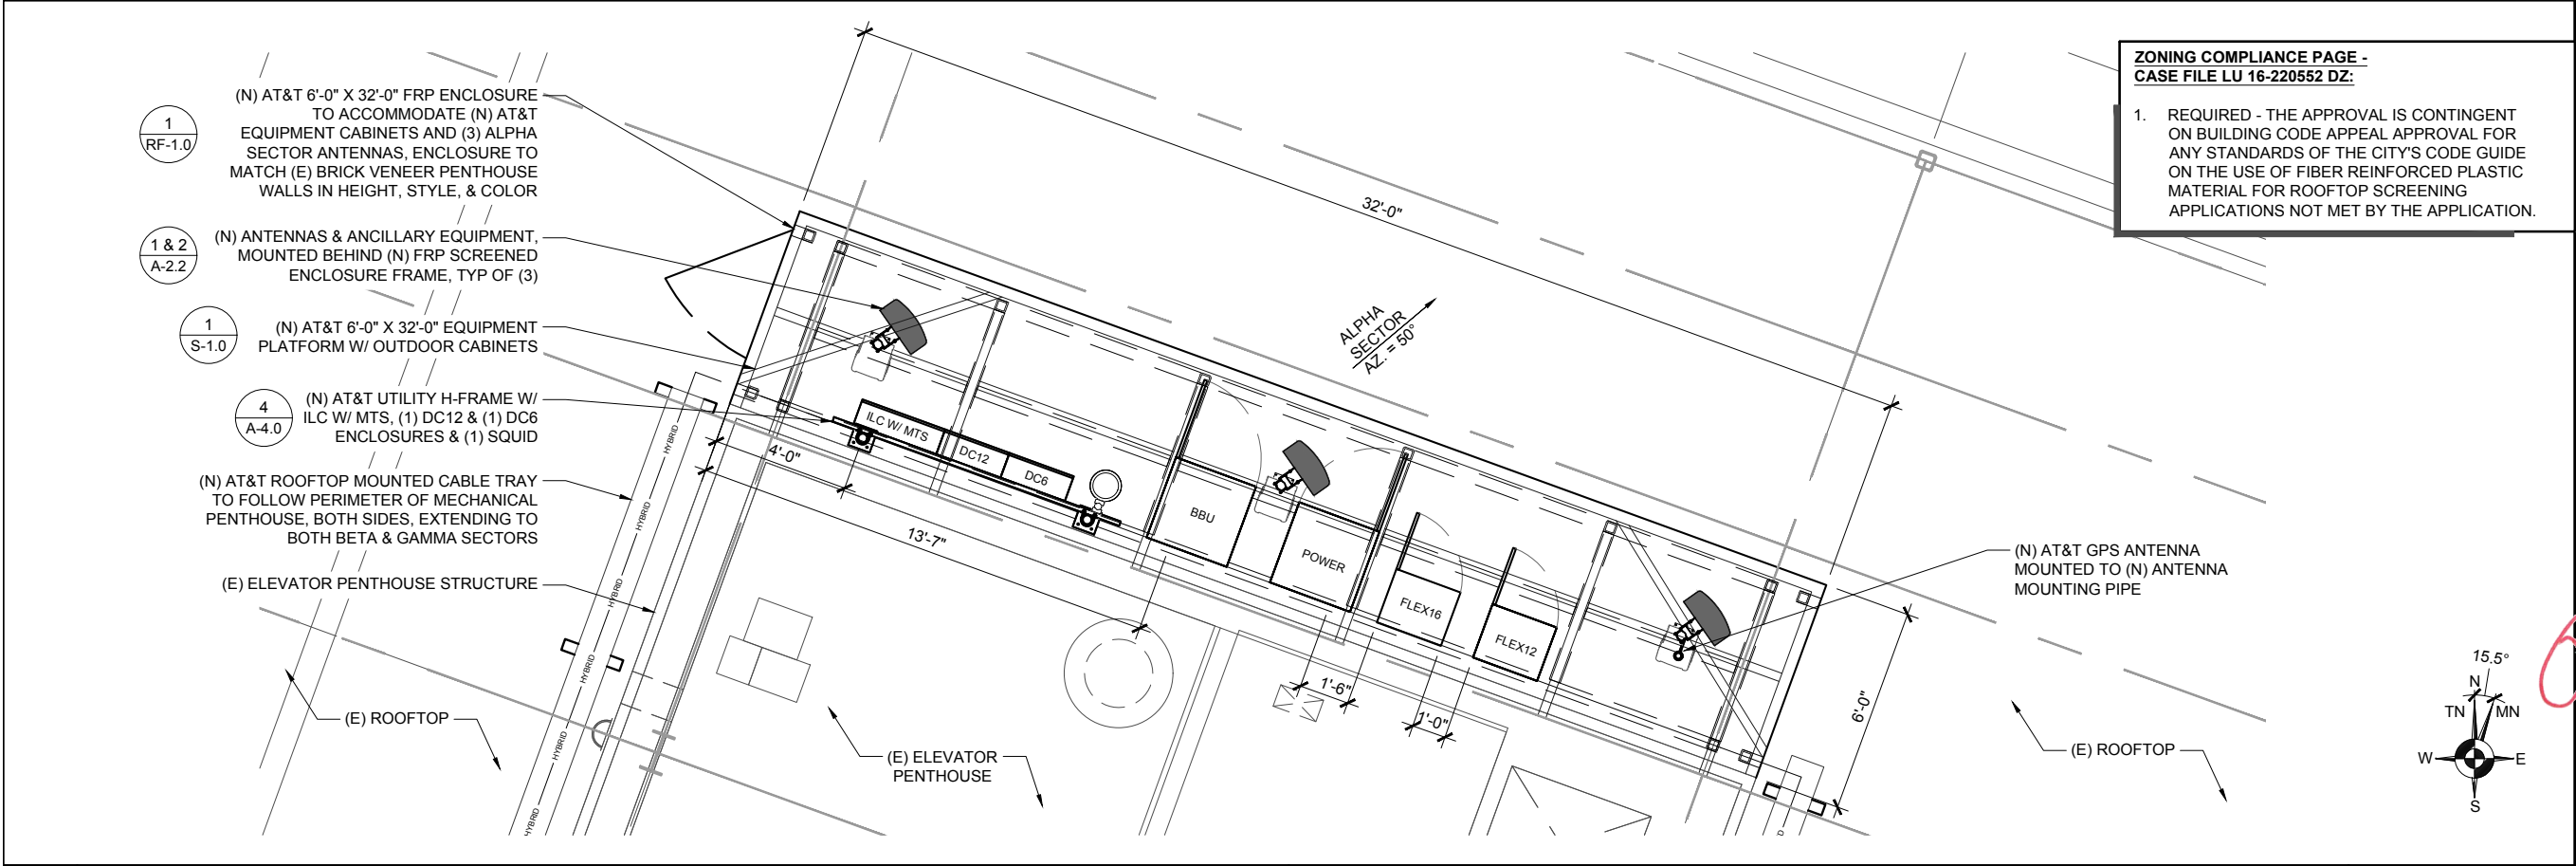 ZONING COMPLIANCE PAGE -
CASE FILE LU 16-220552 DZ:
1. REQUIRED - THE APPROVAL IS CONTINGENT
ON BUILDING CODE APPEAL APPROVAL FOR
ANY STANDARDS OF THE CITY'S CODE GUIDE
ON THE USE OF FIBER REINFORCED PLASTIC
MATERIAL FOR ROOFTOP SCREENING
APPLICATIONS NOT MET BY THE APPLICATION.
1
RF-1.0
(N) AT&T 6'-0" X 32'-0" FRP ENCLOSURE
TO ACCOMMODATE (N) AT&T
EQUIPMENT CABINETS AND (3) ALPHA
SECTOR ANTENNAS, ENCLOSURE TO
MATCH (E) BRICK VENEER PENTHOUSE
WALLS IN HEIGHT, STYLE, & COLOR
1 & 2
A-2.2
(N) ANTENNAS & ANCILLARY EQUIPMENT,
MOUNTED BEHIND (N) FRP SCREENED
ENCLOSURE FRAME, TYP OF (3)
1
S-1.0
(N) AT&T 6'-0" X 32'-0" EQUIPMENT
PLATFORM W/ OUTDOOR CABINETS
4
A-4.0
(N) AT&T UTILITY H-FRAME W/
ILC W/ MTS, (1) DC12 & (1) DC6
ENCLOSURES & (1) SQUID
(N) AT&T ROOFTOP MOUNTED CABLE TRAY
TO FOLLOW PERIMETER OF MECHANICAL
PENTHOUSE, BOTH SIDES, EXTENDING TO
BOTH BETA & GAMMA SECTORS
(E) ELEVATOR PENTHOUSE STRUCTURE
(E) ROOFTOP
HYBRID
HYBRID
HYBRID
HYBRID
HYBRID
HYBRID
32'-0"
ALPHA
SECTOR
AZ. = 50°
ILC W/ MTS
DC12
DC6
BBU
POWER
FLEX16
FLEX12
4'-0"
13'-7"
1'-6"
1'-0"
6'-0"
(E) ELEVATOR
PENTHOUSE
(N) AT&T GPS ANTENNA
MOUNTED TO (N) ANTENNA
MOUNTING PIPE
(E) ROOFTOP
D
15.5°
N
TN
MN
W
E
S